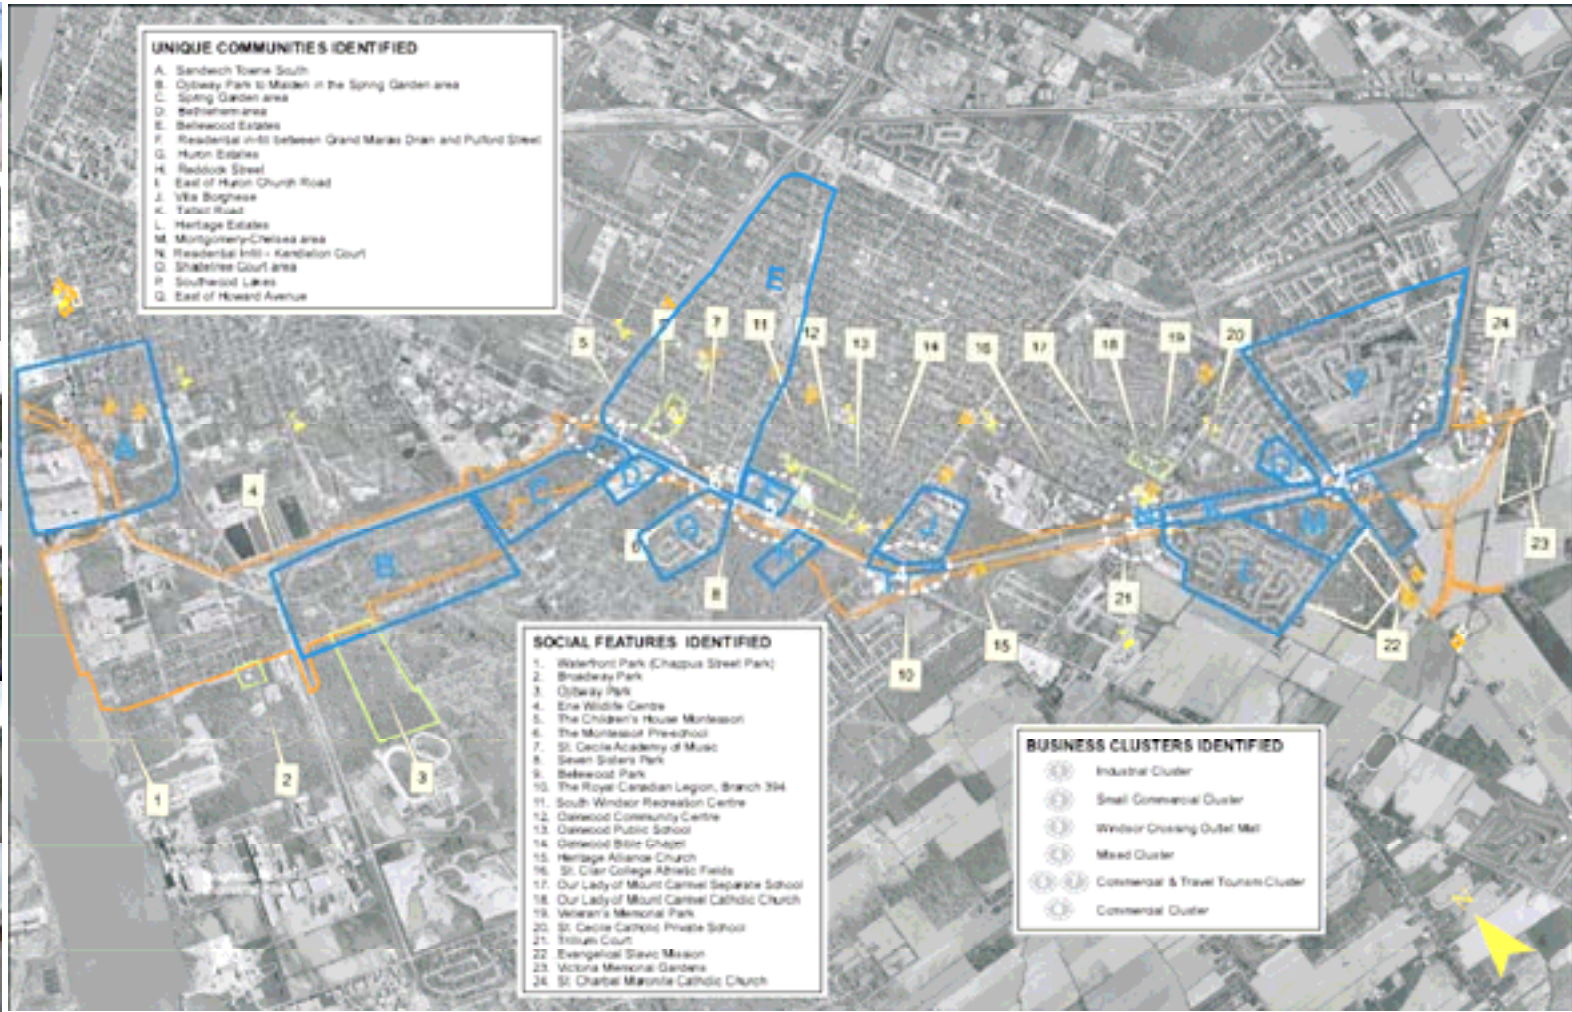 UNIQUE COMMUNITIES IDENTIFIED
A. Sandwich Towne South
B. Ojibway Park to Malden in the Spring Garden area
C. Spring Garden area
D. Bethlehem area
E. Bellewood Estates
F. Residential infill between Grand Marais Drain and Pulford Street
G. Huron Estates
H. Reddock Street
I. East of Huron Church Road
J. Villa Borghese
K. Talbot Road
L. Heritage Estates
M. Montgomery-Chelsea area
N. Residential Infill - Kendleton Court
O. Shadetree Court area
P. Southwood Lakes
Q. East of Howard Avenue
E
5
7
11
12
13
14
16
17
18
19
20
24
A
4
C
D
B
G
6
8
H
J
L
M
10
15
21
22
23
1
2
3
SOCIAL FEATURES IDENTIFIED
1. Waterfront Park (Chappus Street Park)
2. Broadway Park
3. Ojibway Park
4. Erie Wildlife Centre
5. The Children's House Montessori
6. The Montessori Preschool
7. St. Cecile Academy of Music
8. Seven Sisters Park
9. Bellewood Park
10. The Royal Canadian Legion, Branch 394
11. South Windsor Recreation Centre
12. Oakwood Community Centre
13. Oakwood Public School
14. Oakwood Bible Chapel
15. Heritage Alliance Church
16. St. Clair College Athletic Fields
17. Our Lady of Mount Carmel Separate School
18. Our Lady of Mount Carmel Catholic Church
19. Veteran's Memorial Park
20. St. Cecile Catholic Private School
21. Trillium Court
22. Evangelical Slavic Mission
23. Victoria Memorial Gardens
24. St. Charbel Maronite Catholic Church
BUSINESS CLUSTERS IDENTIFIED
Industrial Cluster
Small Commercial Cluster
Windsor Crossing Outlet Mall
Mixed Cluster
Commercial & Travel Tourism Cluster
Commercial Cluster